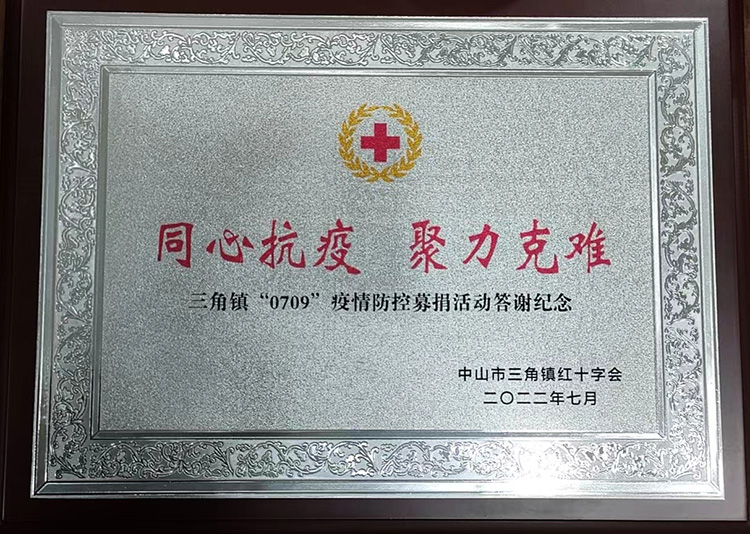 同心抗疫 聚力克难
三角镇“0709”疫情防控募捐活动答谢纪念
中山市三角镇红十字会
二〇二二年七月